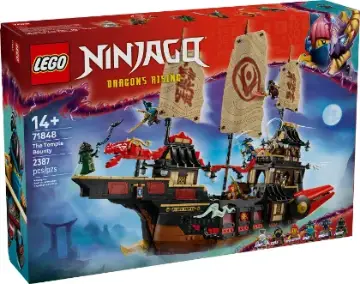 LEGO
NINJAGO
DRAGONS RISING
14+
71848
The Temple
Bounty
2387
pcs/pzs